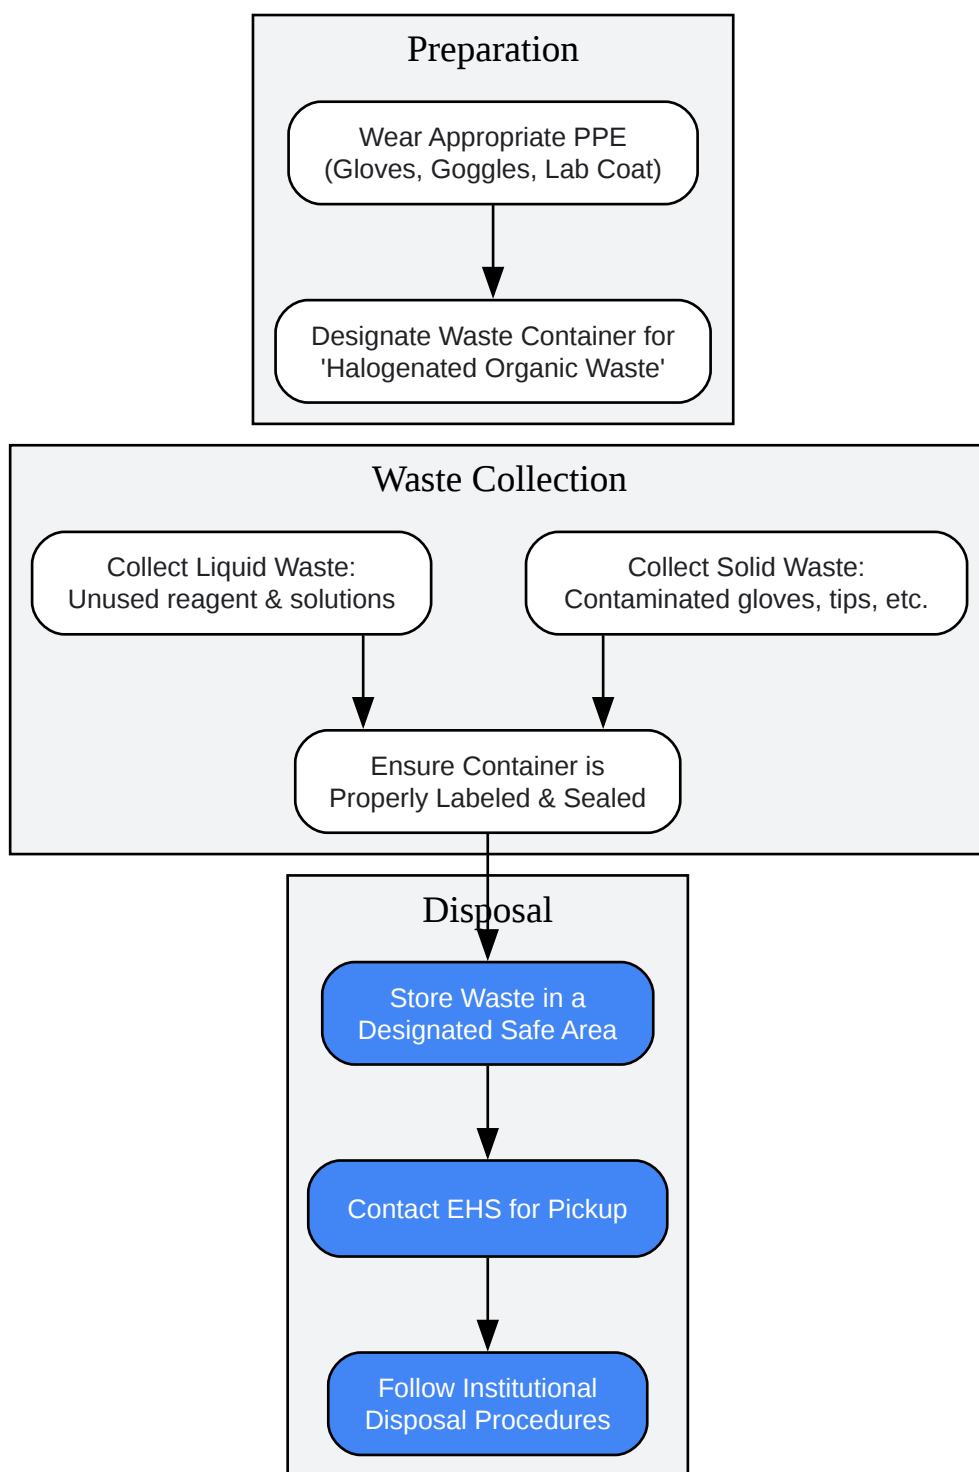 Preparation
Wear Appropriate PPE
(Gloves, Goggles, Lab Coat)
Designate Waste Container for
'Halogenated Organic Waste'
Waste Collection
Collect Liquid Waste:
Unused reagent & solutions
Collect Solid Waste:
Contaminated gloves, tips, etc.
Ensure Container is
Properly Labeled & Sealed
Disposal
Store Waste in a
Designated Safe Area
Contact EHS for Pickup
Follow Institutional
Disposal Procedures